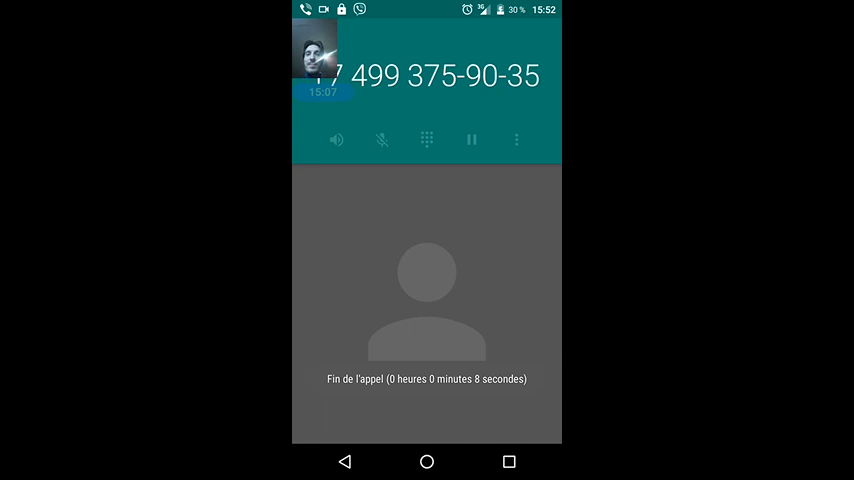 3G 30 % 15:52
+7 499 375-90-35
15:07
Fin de l'appel (0 heures 0 minutes 8 secondes)